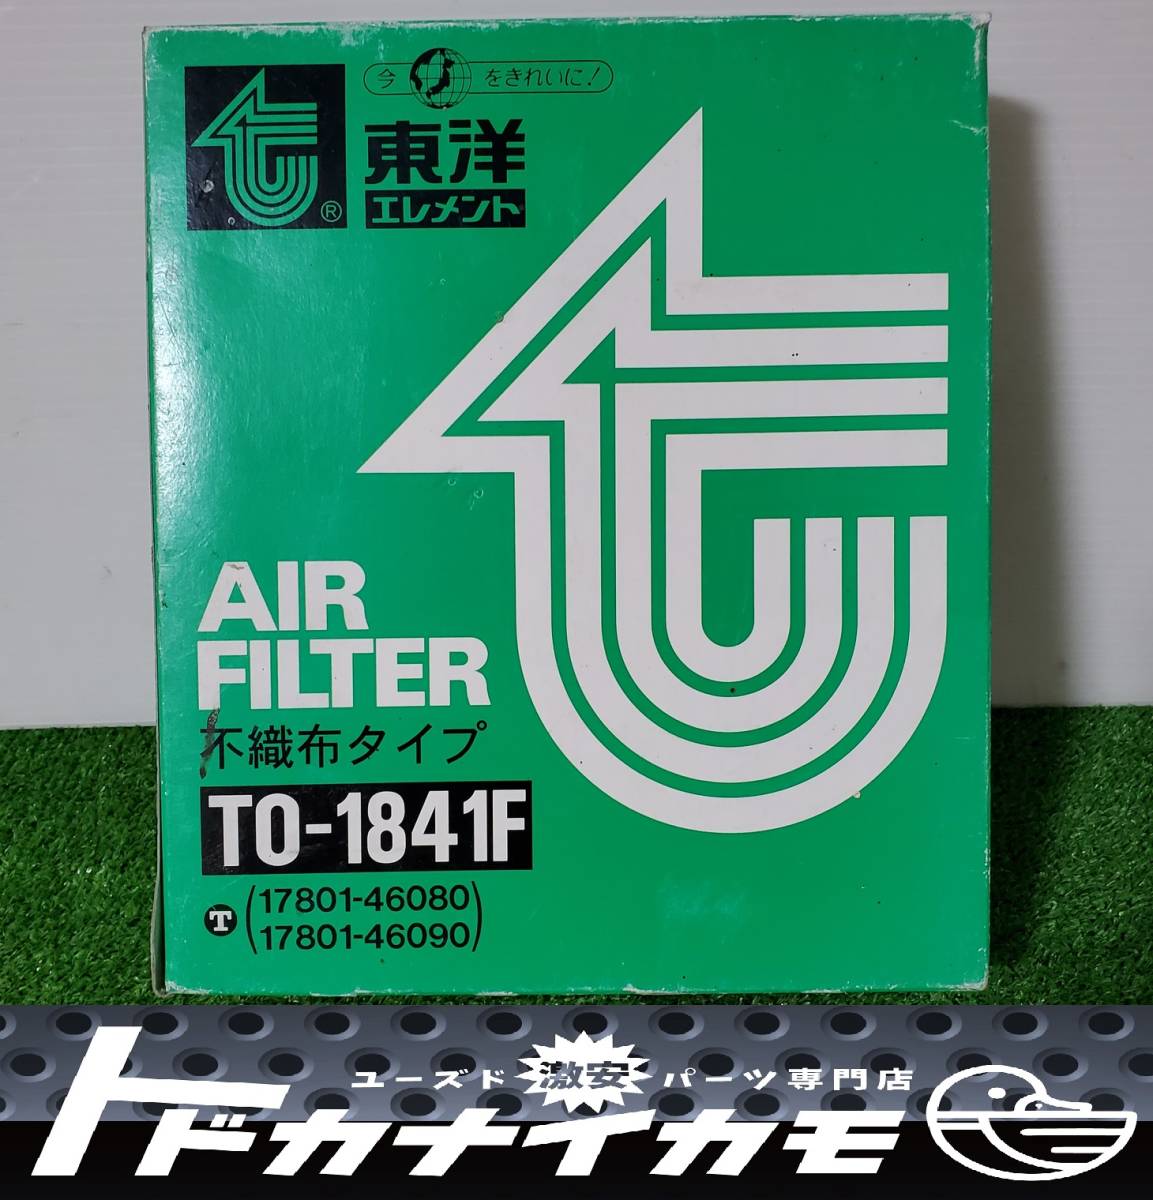 今 をきれいに!
東洋
エレメント
®
AIR
FILTER
不織布タイプ
TO-1841F
T (17801-46080
17801-46090)
ユーズド 激安 パーツ専門店
トドカナイカモ